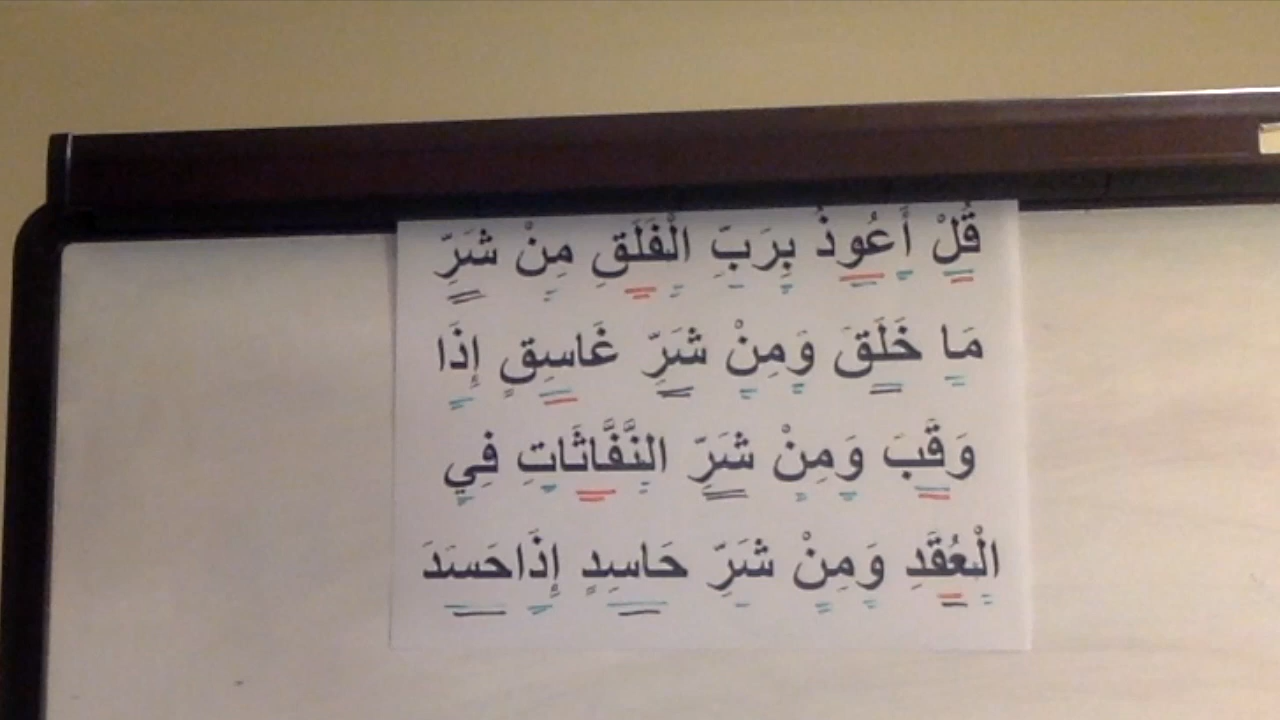 قُلْ أَعُوذُ بِرَبِّ الْفَلَقِ مِنْ شَرِّ
مَا خَلَقَ وَمِنْ شَرِّ غَاسِقٍ إِذَا
وَقَبَ وَمِنْ شَرِّ النَّفَّاثَاتِ فِي
الْعُقَدِ وَمِنْ شَرِّ حَاسِدٍ إِذَاحَسَدَ